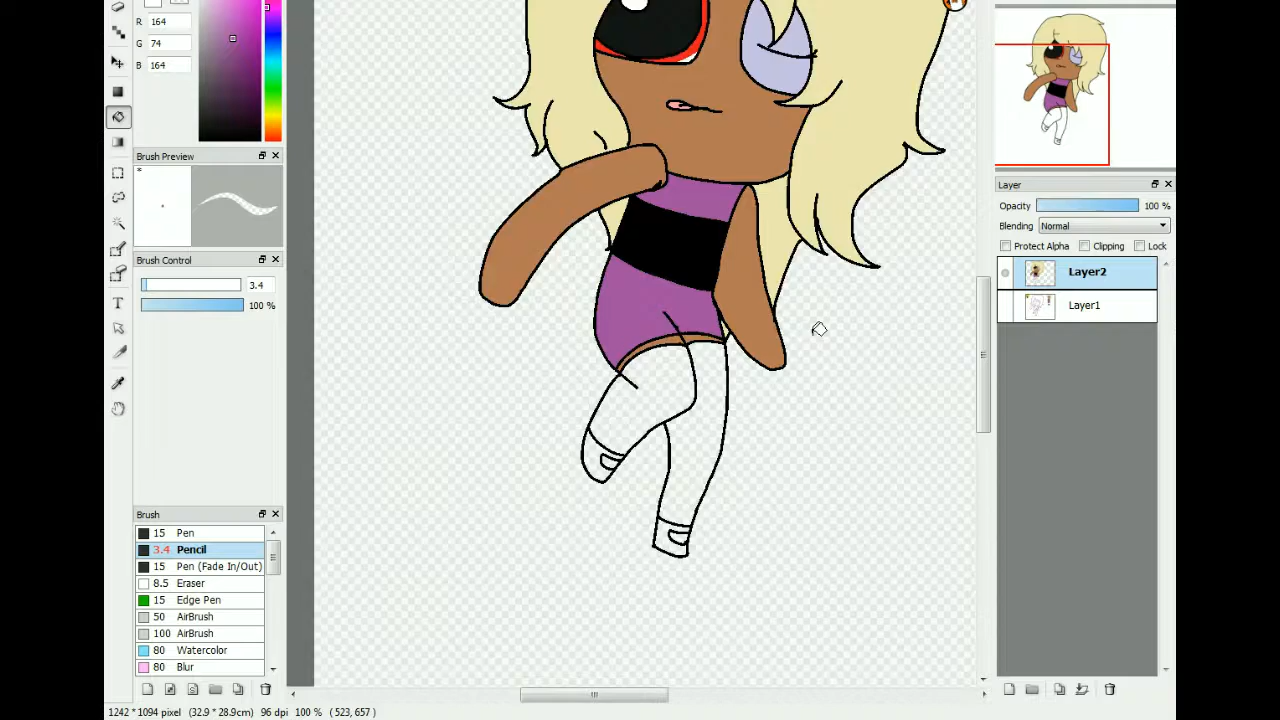 R 164
G 74
B 164
Brush Preview
*
Brush Control
3.4
100 %
Brush
15 Pen
3.4 Pencil
15 Pen (Fade In/Out)
8.5 Eraser
15 Edge Pen
50 AirBrush
100 AirBrush
80 Watercolor
80 Blur
1242 * 1094 pixel (32.9 * 28.9cm) 96 dpi 100 % ( 523, 657 )
Layer
Opacity 100 %
Blending Normal
Protect Alpha Clipping Lock
Layer2
Layer1